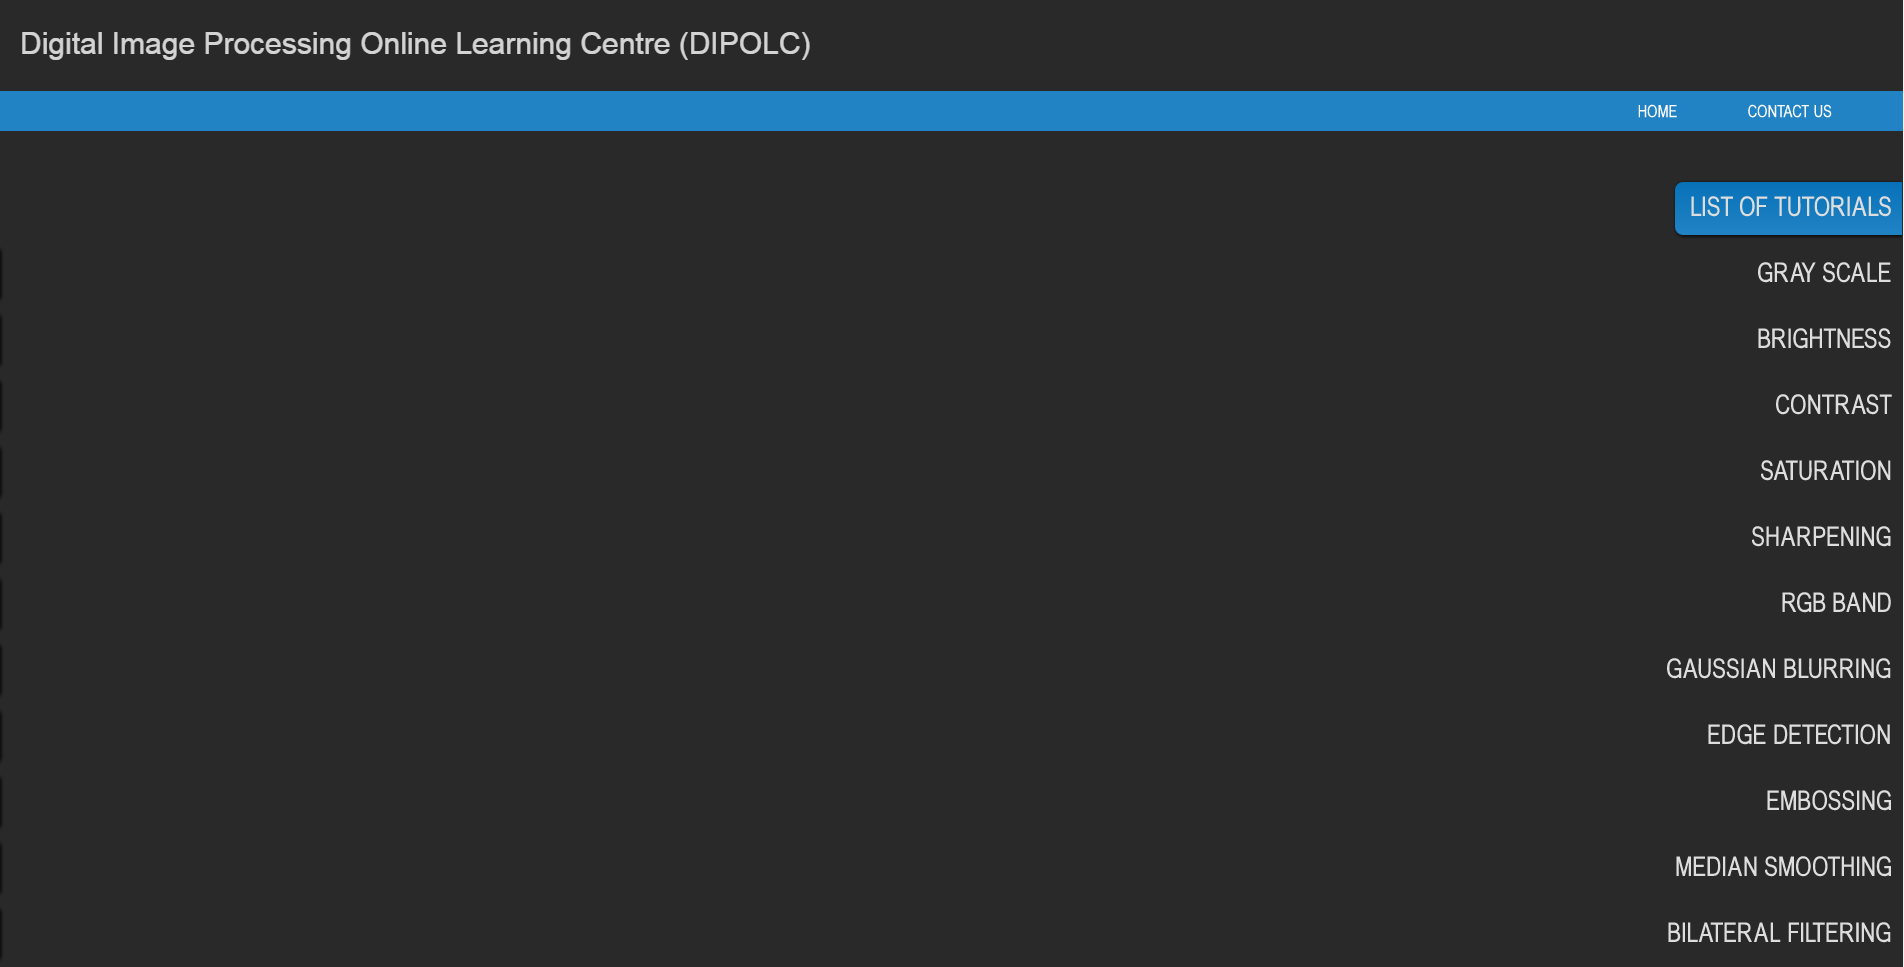 Digital Image Processing Online Learning Centre (DIPOLC)
HOME CONTACT US
LIST OF TUTORIALS
GRAY SCALE
BRIGHTNESS
CONTRAST
SATURATION
SHARPENING
RGB BAND
GAUSSIAN BLURRING
EDGE DETECTION
EMBOSSING
MEDIAN SMOOTHING
BILATERAL FILTERING